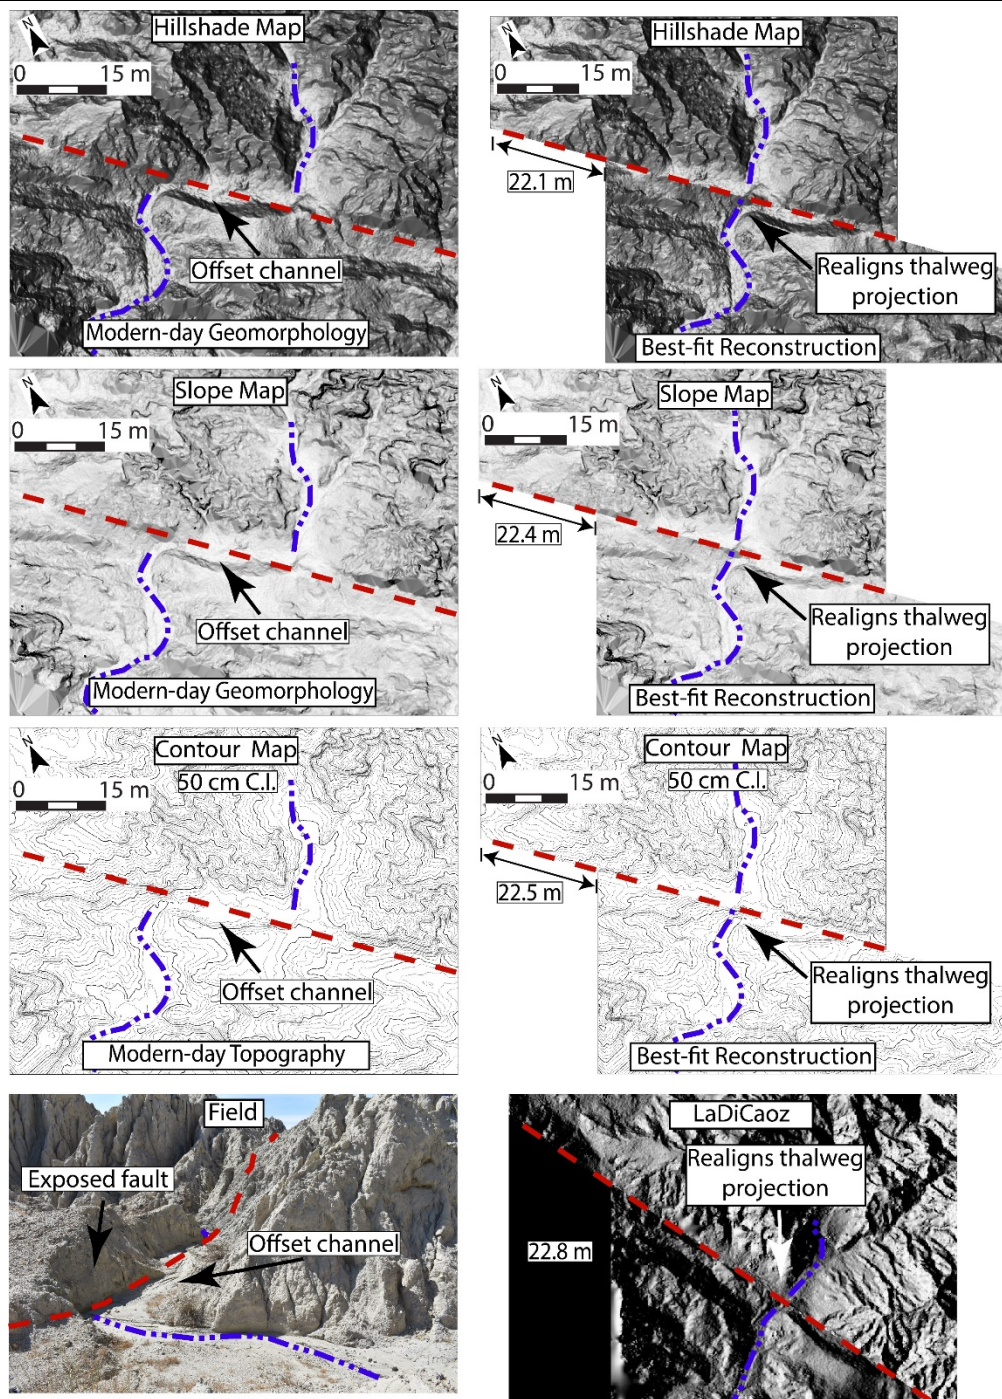 Hillshade Map
N
0 15 m
Offset channel
Modern-day Geomorphology
Hillshade Map
N
0 15 m
22.1 m
Realigns thalweg
projection
Best-fit Reconstruction
Slope Map
N
0 15 m
Offset channel
Modern-day Geomorphology
Slope Map
N
0 15 m
22.4 m
Realigns thalweg
projection
Best-fit Reconstruction
Contour Map
50 cm C.I.
N
0 15 m
Offset channel
Modern-day Topography
Contour Map
50 cm C.I.
N
0 15 m
22.5 m
Realigns thalweg
projection
Best-fit Reconstruction
Field
Exposed fault
Offset channel
LaDiCaoz
Realigns thalweg
projection
22.8 m